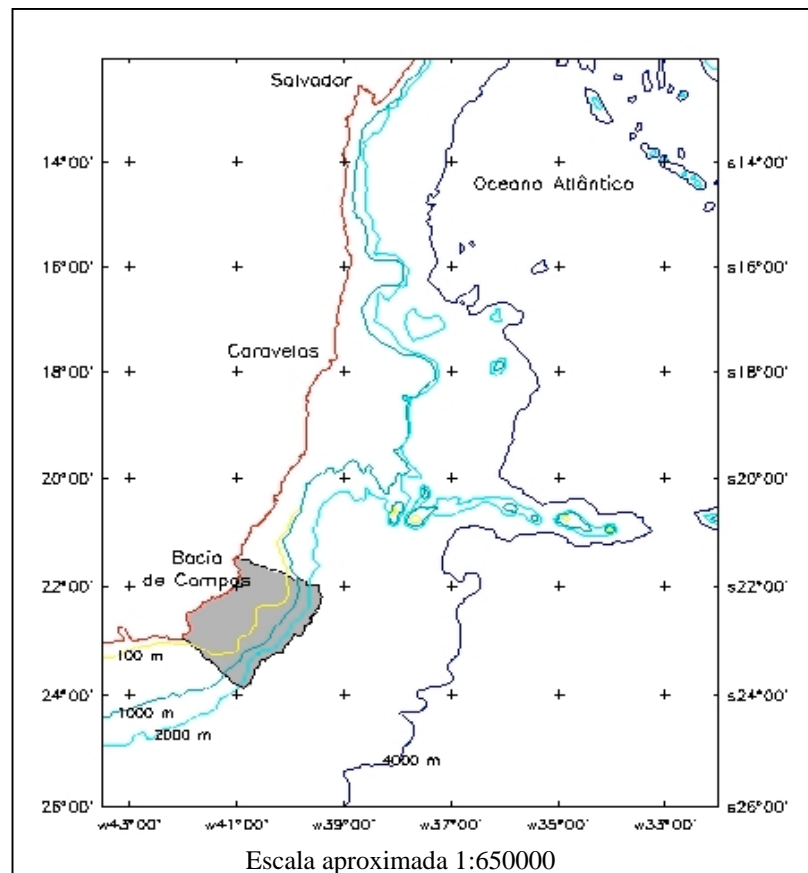 Salvador
14°00' s14°00'
Oceano Atlântico
16°00' s16°00'
Caravelas
18°00' s18°00'
20°00' s20°00'
Bacia
de Campos
22°00' s22°00'
100 m
24°00' s24°00'
1000 m
2000 m
4000 m
26°00' s26°00'
w43°00' w41°00' w39°00' w37°00' w35°00' w33°00'
Escala aproximada 1:650000